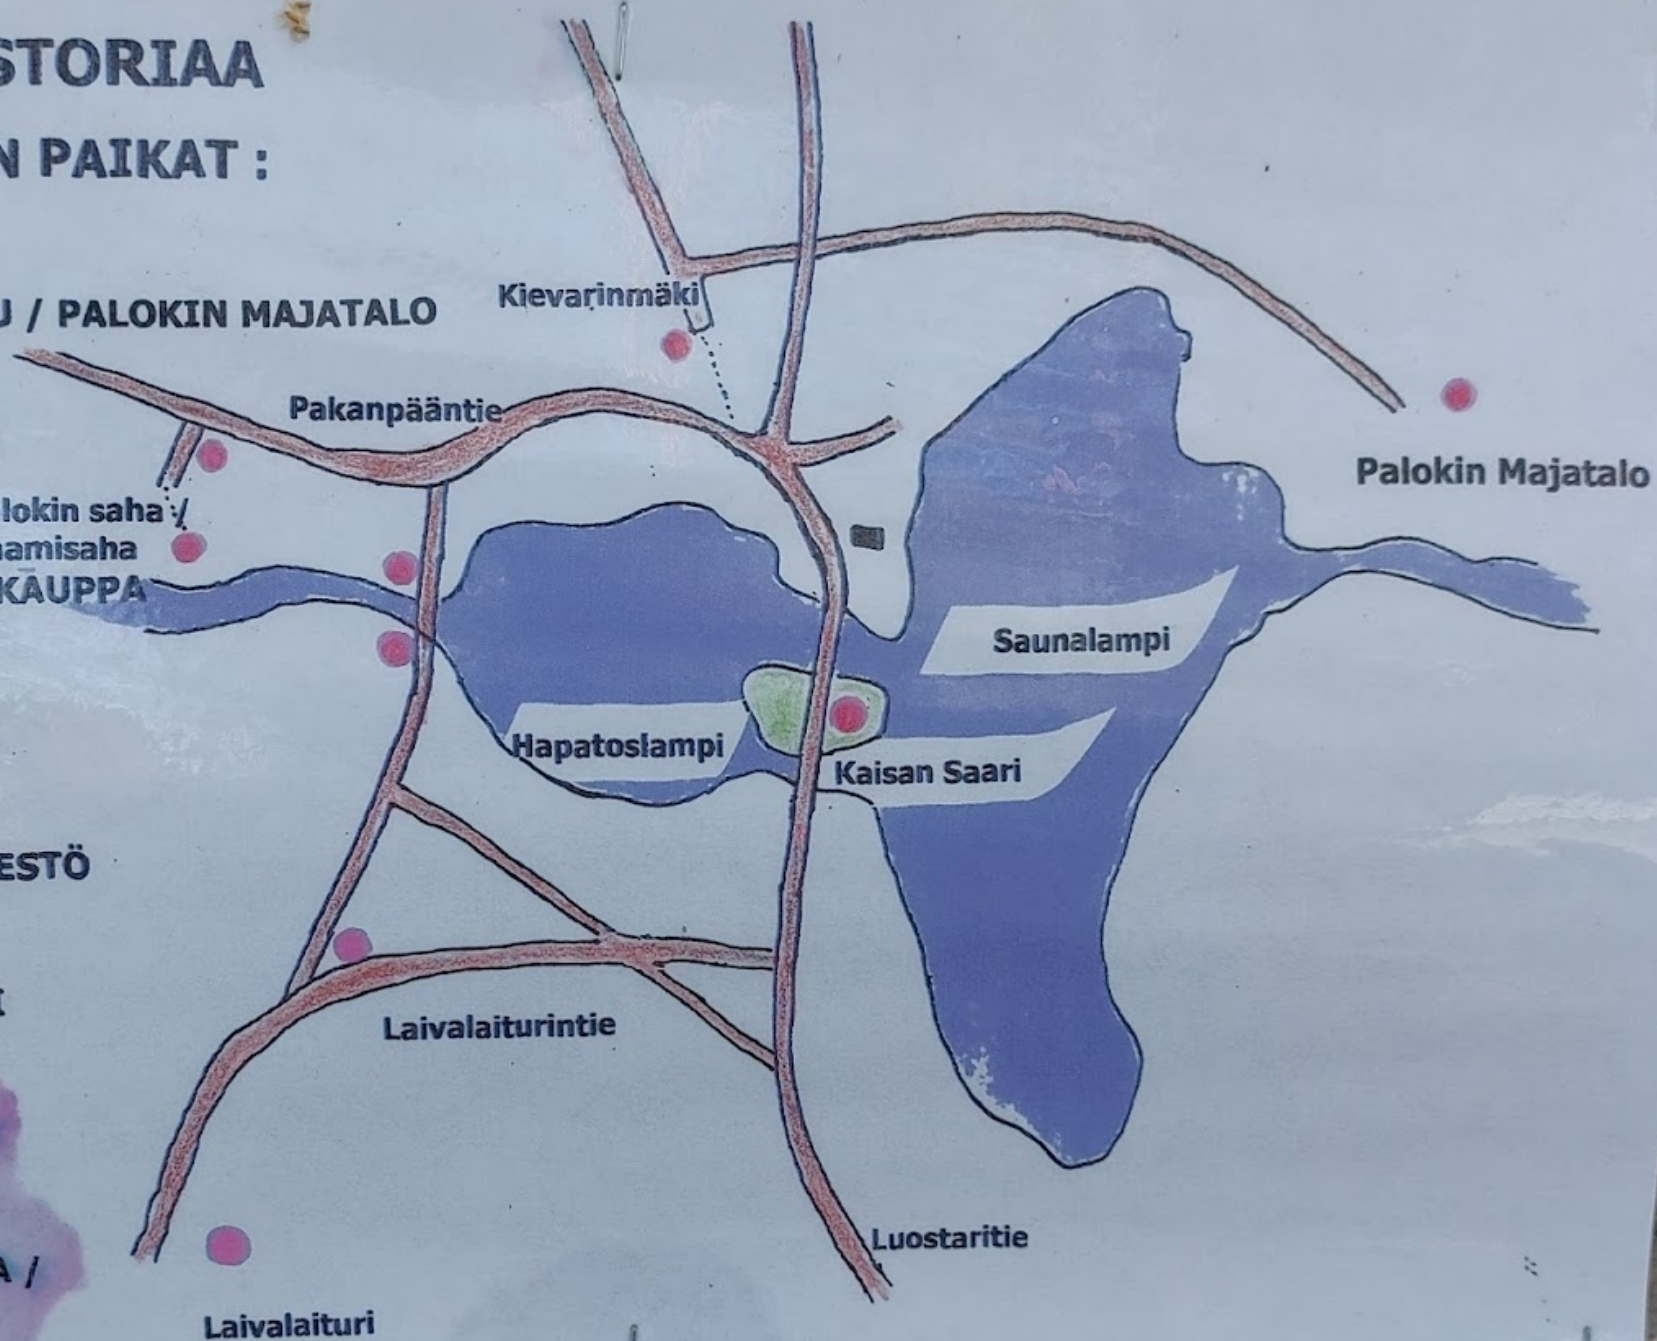 STORIAA
N PAIKAT :
Kievarinmäki
U / PALOKIN MAJATALO
Pakanpääntie
Palokin Majatalo
lokin saha /
amisaha
KAUPPA
Saunalampi
Hapatoslampi
Kaisan Saari
ESTÖ
I
Laivalaiturintie
Luostaritie
A /
Laivalaituri